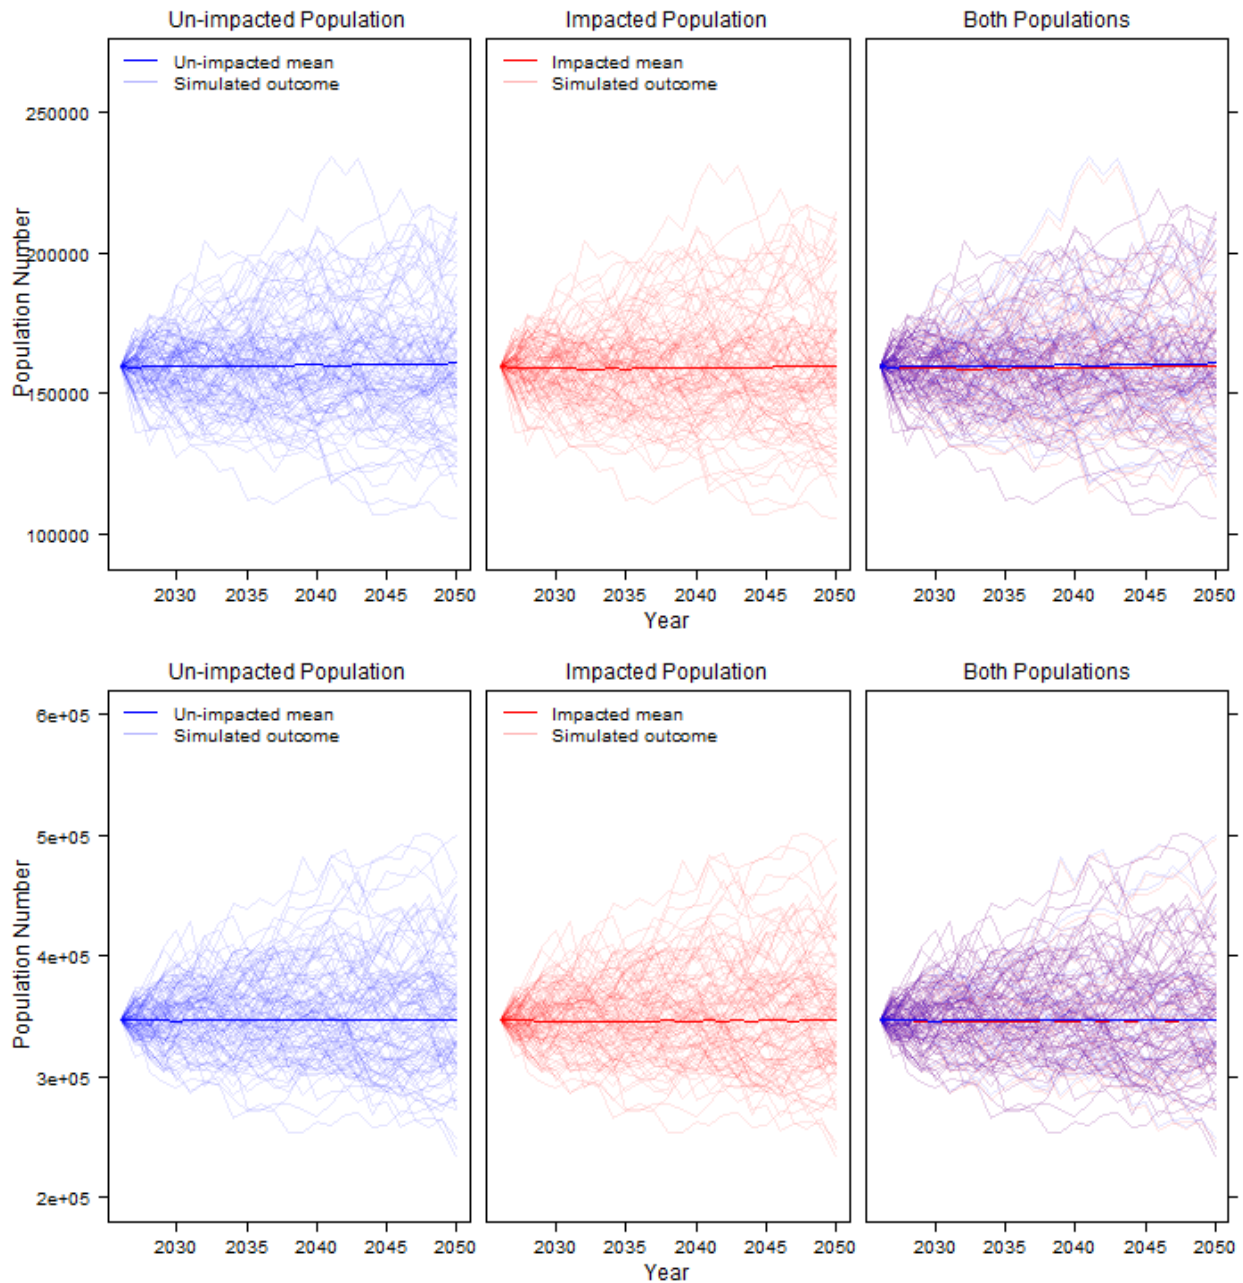 Un-impacted Population
Impacted Population
Both Populations
Un-impacted mean
Simulated outcome
Impacted mean
Simulated outcome
Population Number
250000
200000
150000
100000
2030 2035 2040 2045 2050
2030 2035 2040 2045 2050
2030 2035 2040 2045 2050
Year
Un-impacted Population
Impacted Population
Both Populations
Un-impacted mean
Simulated outcome
Impacted mean
Simulated outcome
Population Number
6e+05
5e+05
4e+05
3e+05
2e+05
2030 2035 2040 2045 2050
2030 2035 2040 2045 2050
2030 2035 2040 2045 2050
Year